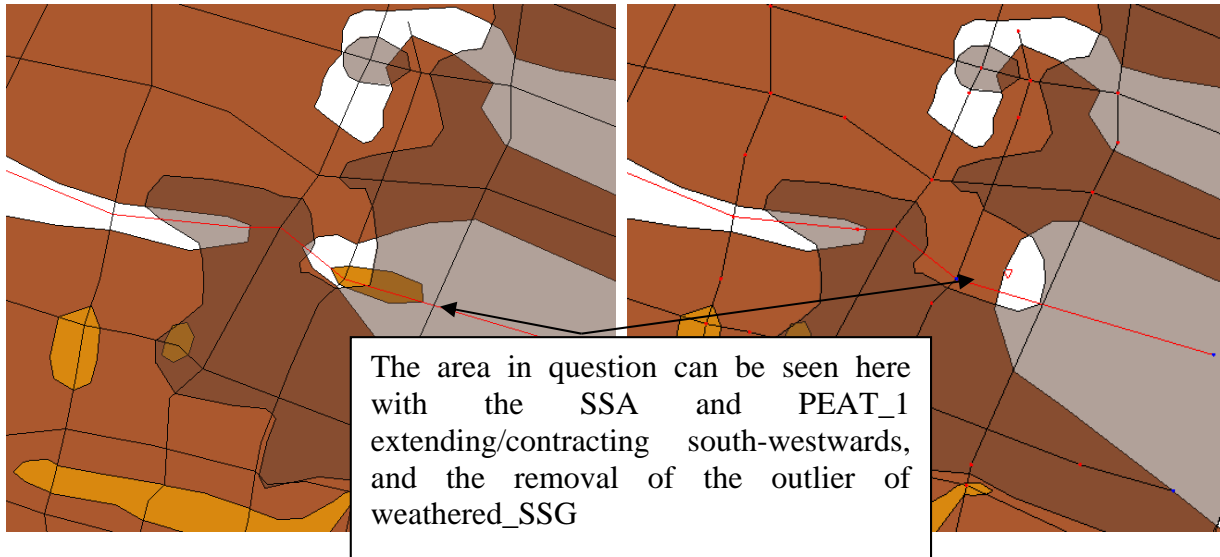 The area in question can be seen here
with the SSA and PEAT_1
extending/contracting south-westwards,
and the removal of the outlier of
weathered_SSG